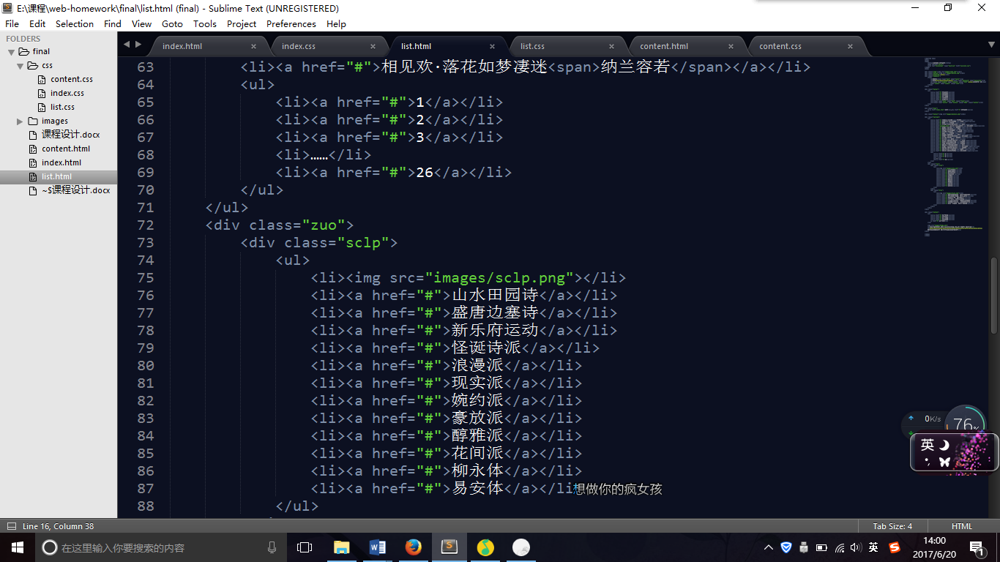 E:\课程\web-homework\final\list.html (final) - Sublime Text (UNREGISTERED)
File Edit Selection Find View Goto Tools Project Preferences Help
FOLDERS
final
css
content.css
index.css
list.css
images
课程设计.docx
content.html
index.html
list.html
~$课程设计.docx
index.html index.css list.html list.css content.html content.css
63 <li><a href="#">相见欢·落花如梦凄迷<span>纳兰容若</span></a></li>
64 <ul>
65 <li><a href="#">1</a></li>
66 <li><a href="#">2</a></li>
67 <li><a href="#">3</a></li>
68 <li>……</li>
69 <li><a href="#">26</a></li>
70 </ul>
71 </ul>
72 <div class="zuo">
73 <div class="sclp">
74 <ul>
75 <li><img src="images/sclp.png"></li>
76 <li><a href="#">山水田园诗</a></li>
77 <li><a href="#">盛唐边塞诗</a></li>
78 <li><a href="#">新乐府运动</a></li>
79 <li><a href="#">怪诞诗派</a></li>
80 <li><a href="#">浪漫派</a></li>
81 <li><a href="#">现实派</a></li>
82 <li><a href="#">婉约派</a></li>
83 <li><a href="#">豪放派</a></li>
84 <li><a href="#">醇雅派</a></li>
85 <li><a href="#">花间派</a></li>
86 <li><a href="#">柳永体</a></li>
87 <li><a href="#">易安体</a></li
想做你的疯女孩
88 </ul>
0K/s
76%
英
Line 16, Column 38
Tab Size: 4 HTML
在这里输入你要搜索的内容
英
14:00
2017/6/20
1